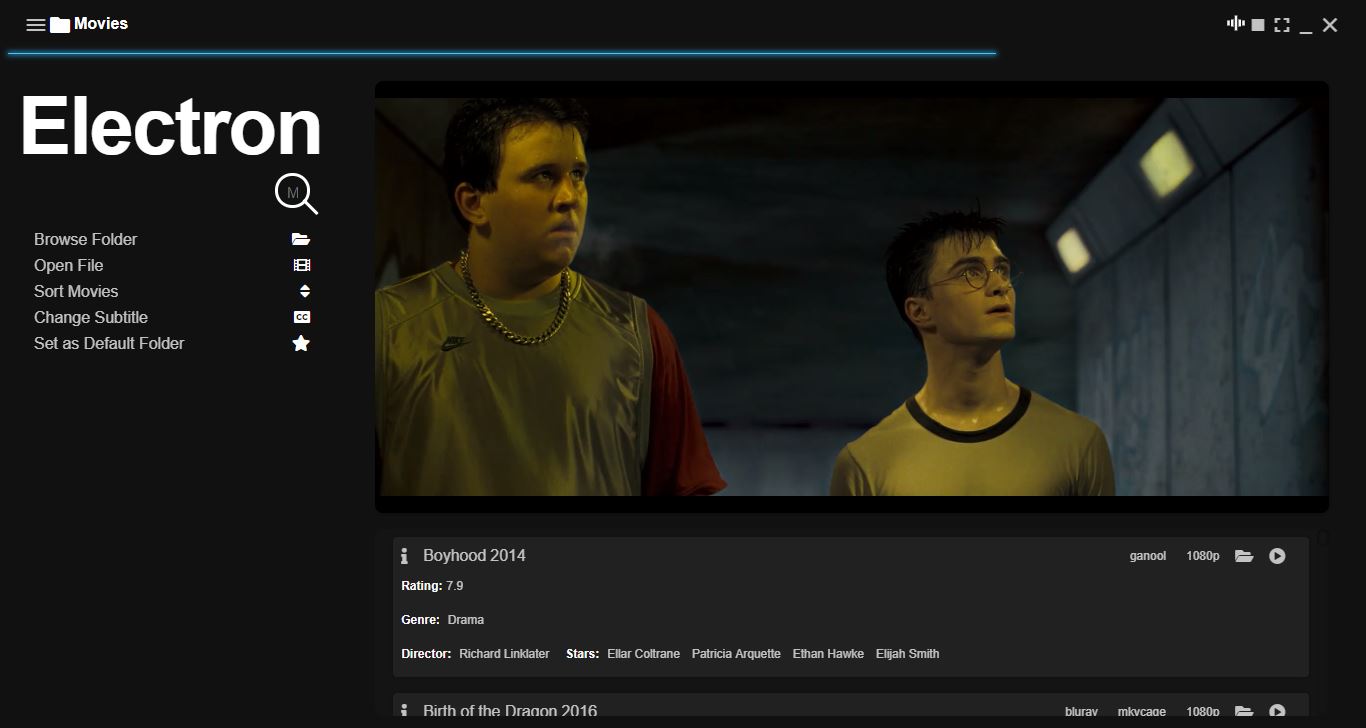 Movies
Electron
M
Browse Folder
Open File
Sort Movies
Change Subtitle
CC
Set as Default Folder
NIKE
Boyhood 2014 ganool 1080p
Rating: 7.9
Genre: Drama
Director: Richard Linklater Stars: Ellar Coltrane Patricia Arquette Ethan Hawke Elijah Smith
Birth of the Dragon 2016 bluray mkvcage 1080p